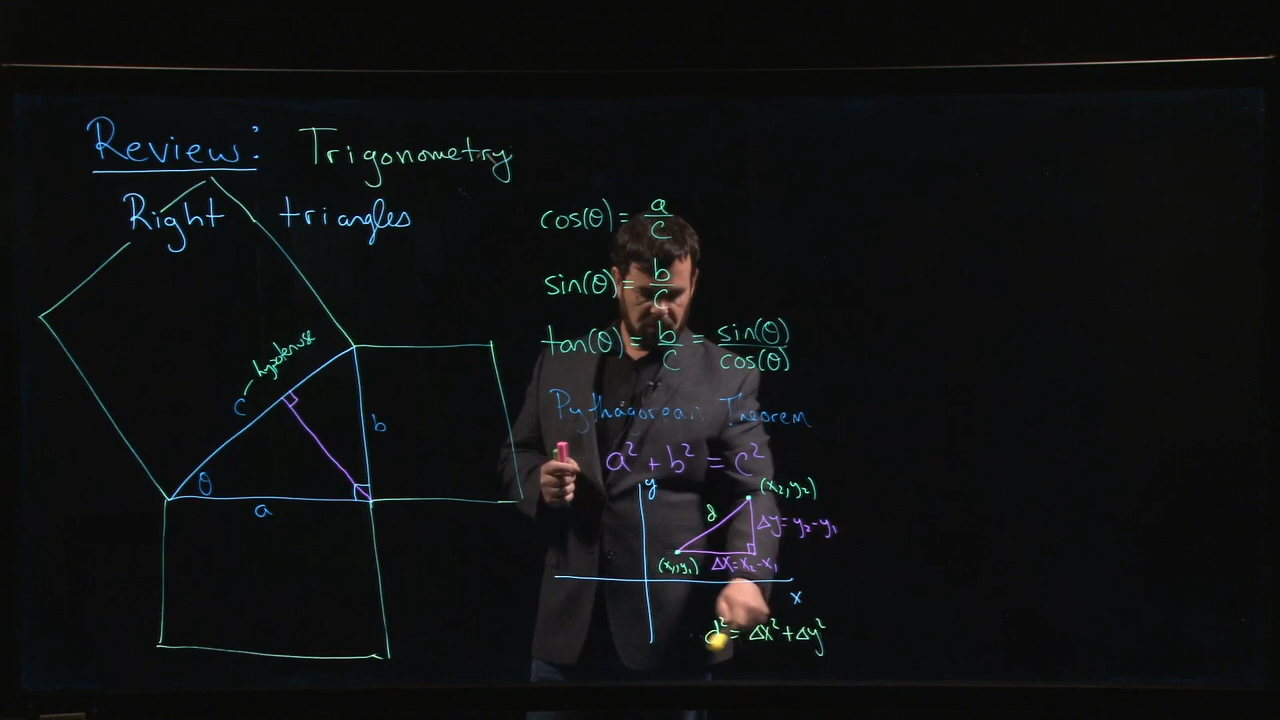 Review: Trigonometry
Right triangles
cos(θ) = a/c
sin(θ) = b/c
tan(θ) = b/c = sin(θ)/cos(θ)
c hypotenuse
b
θ
a
Pythagorean Theorem
a² + b² = c²
y
(x₂, y₂)
d
Δy = y₂ - y₁
(x₁, y₁)
Δx = x₂ - x₁
x
d² = Δx² + Δy²